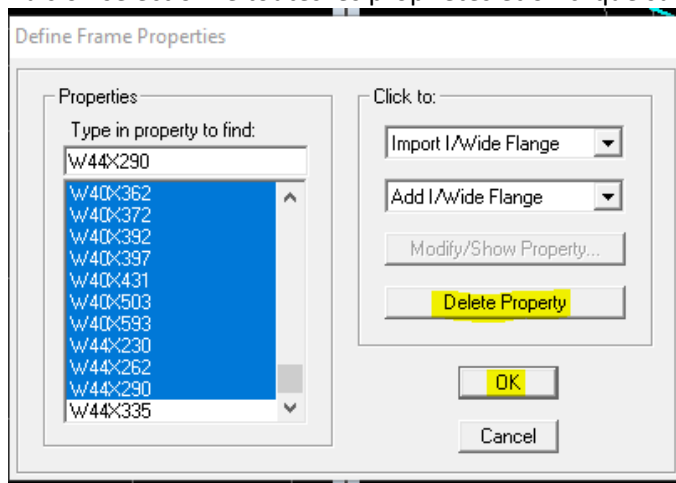 Define Frame Properties
Properties
Type in property to find:
W44X290
W40X362
W40X372
W40X392
W40X397
W40X431
W40X503
W40X593
W44X230
W44X262
W44X290
W44X335
Click to:
Import I/Wide Flange
Add I/Wide Flange
Modify/Show Property...
Delete Property
OK
Cancel